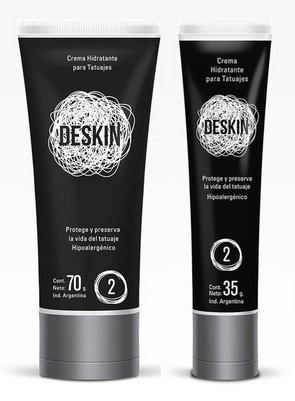 Crema Hidratante
para Tatuajes
DESKIN
Protege y preserva
la vida del tatuaje
Hipoalergénico
Cont.
Neto: 70 g.
Ind. Argentina
2
Crema
Hidratante
para Tatuajes
DESKIN
Protege y preserva
la vida del tatuaje
Hipoalergénico
2
Cont.
Neto: 35 g.
Ind. Argentina